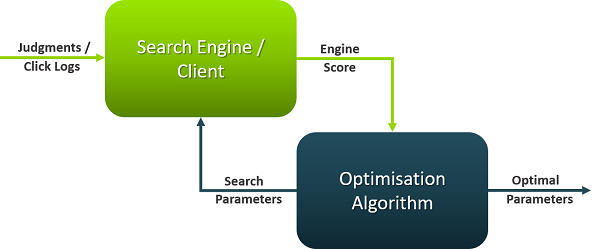 Judgments /
Click Logs
Search Engine /
Client
Engine
Score
Search
Parameters
Optimisation
Algorithm
Optimal
Parameters